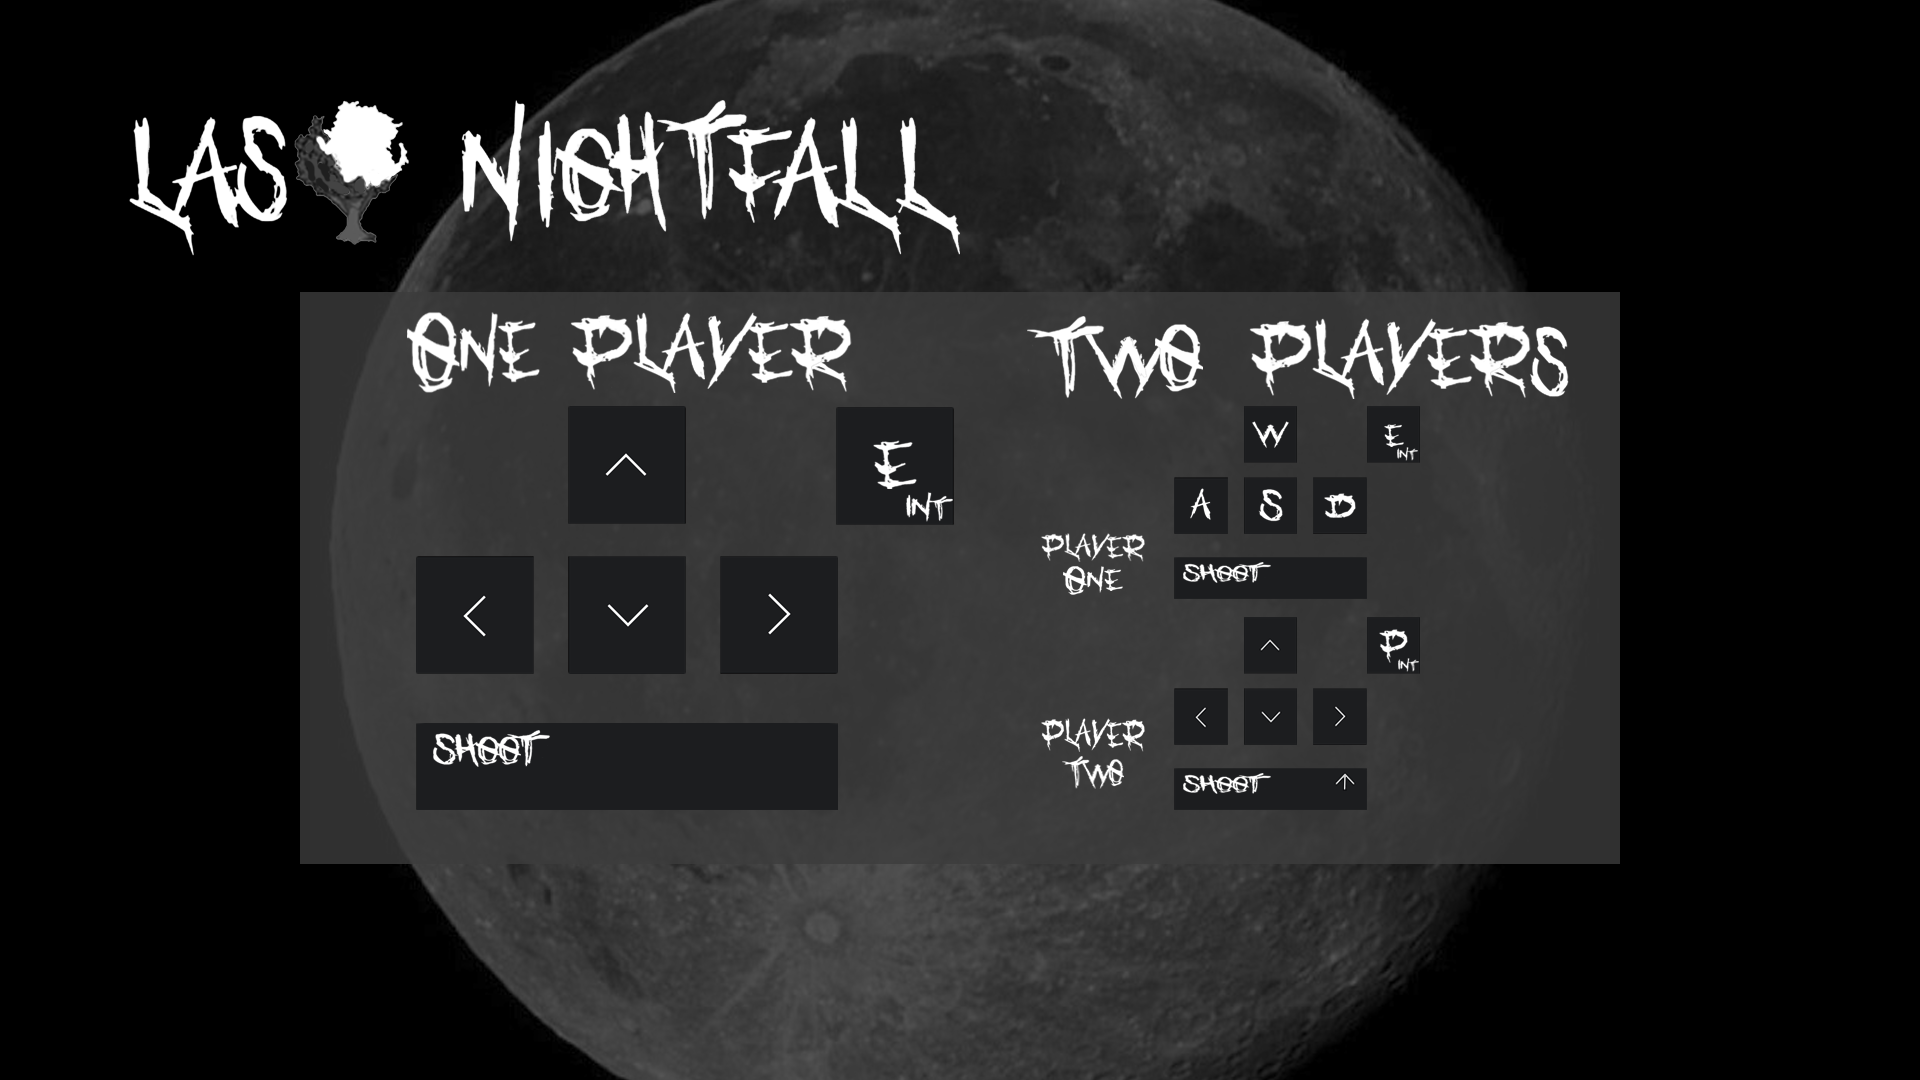 LAS NIGHTFALL
ONE PLAYER
E
INT
SHOOT
TWO PLAYERS
W
E
INT
A S D
PLAYER
ONE
SHOOT
P
INT
PLAYER
TWO
SHOOT